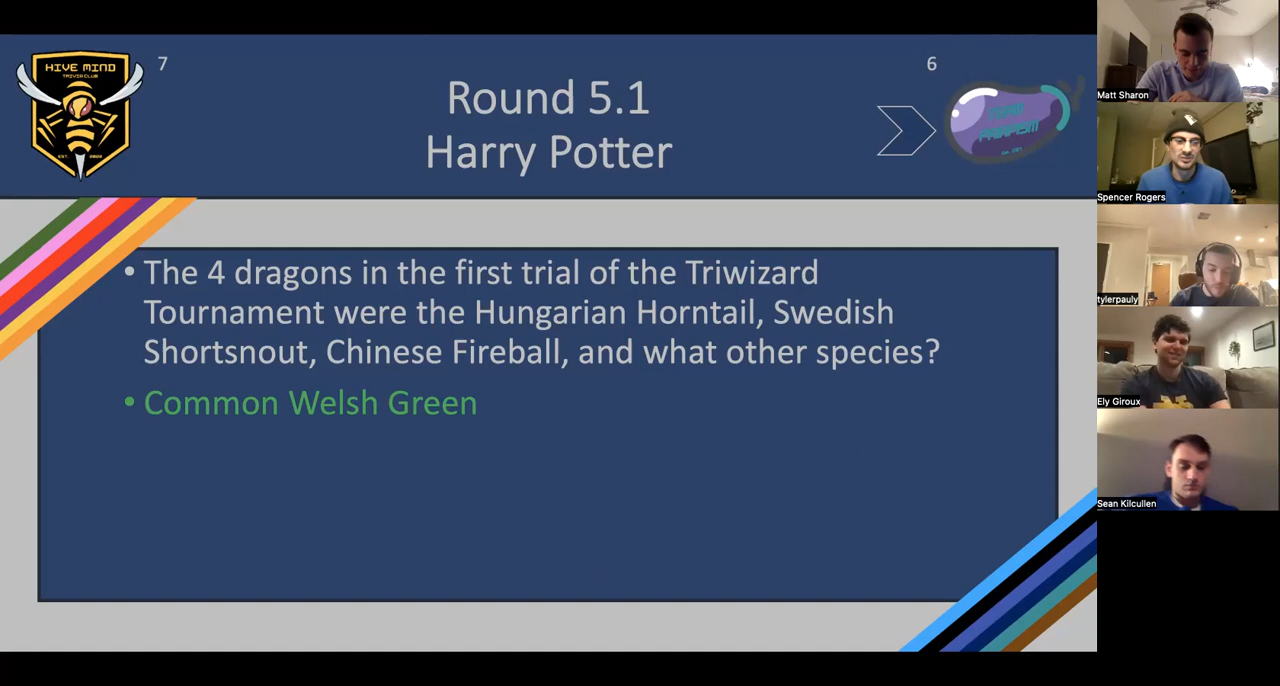 HIVE MIND
TRIVIA CLUB
7
Round 5.1
Harry Potter
6
• The 4 dragons in the first trial of the Triwizard
Tournament were the Hungarian Horntail, Swedish
Shortsnout, Chinese Fireball, and what other species?
• Common Welsh Green
Matt Sharon
Spencer Rogers
tylerpauly
Ely Giroux
Sean Kilcullen